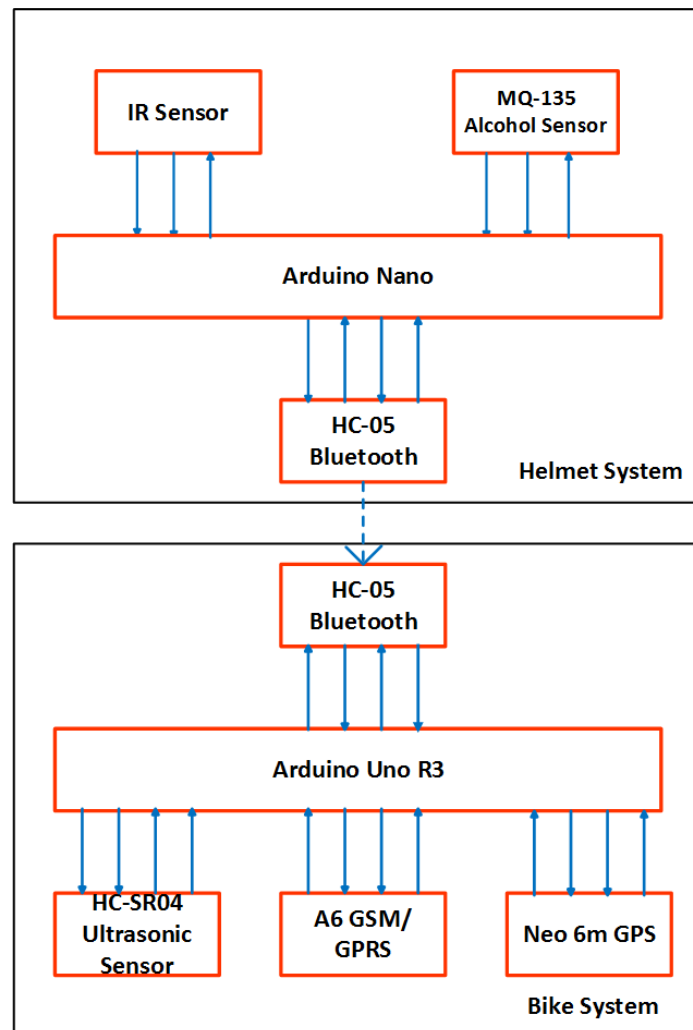 IR Sensor
MQ-135
Alcohol Sensor
Arduino Nano
HC-05
Bluetooth
Helmet System
HC-05
Bluetooth
Arduino Uno R3
HC-SR04
Ultrasonic
Sensor
A6 GSM/
GPRS
Neo 6m GPS
Bike System